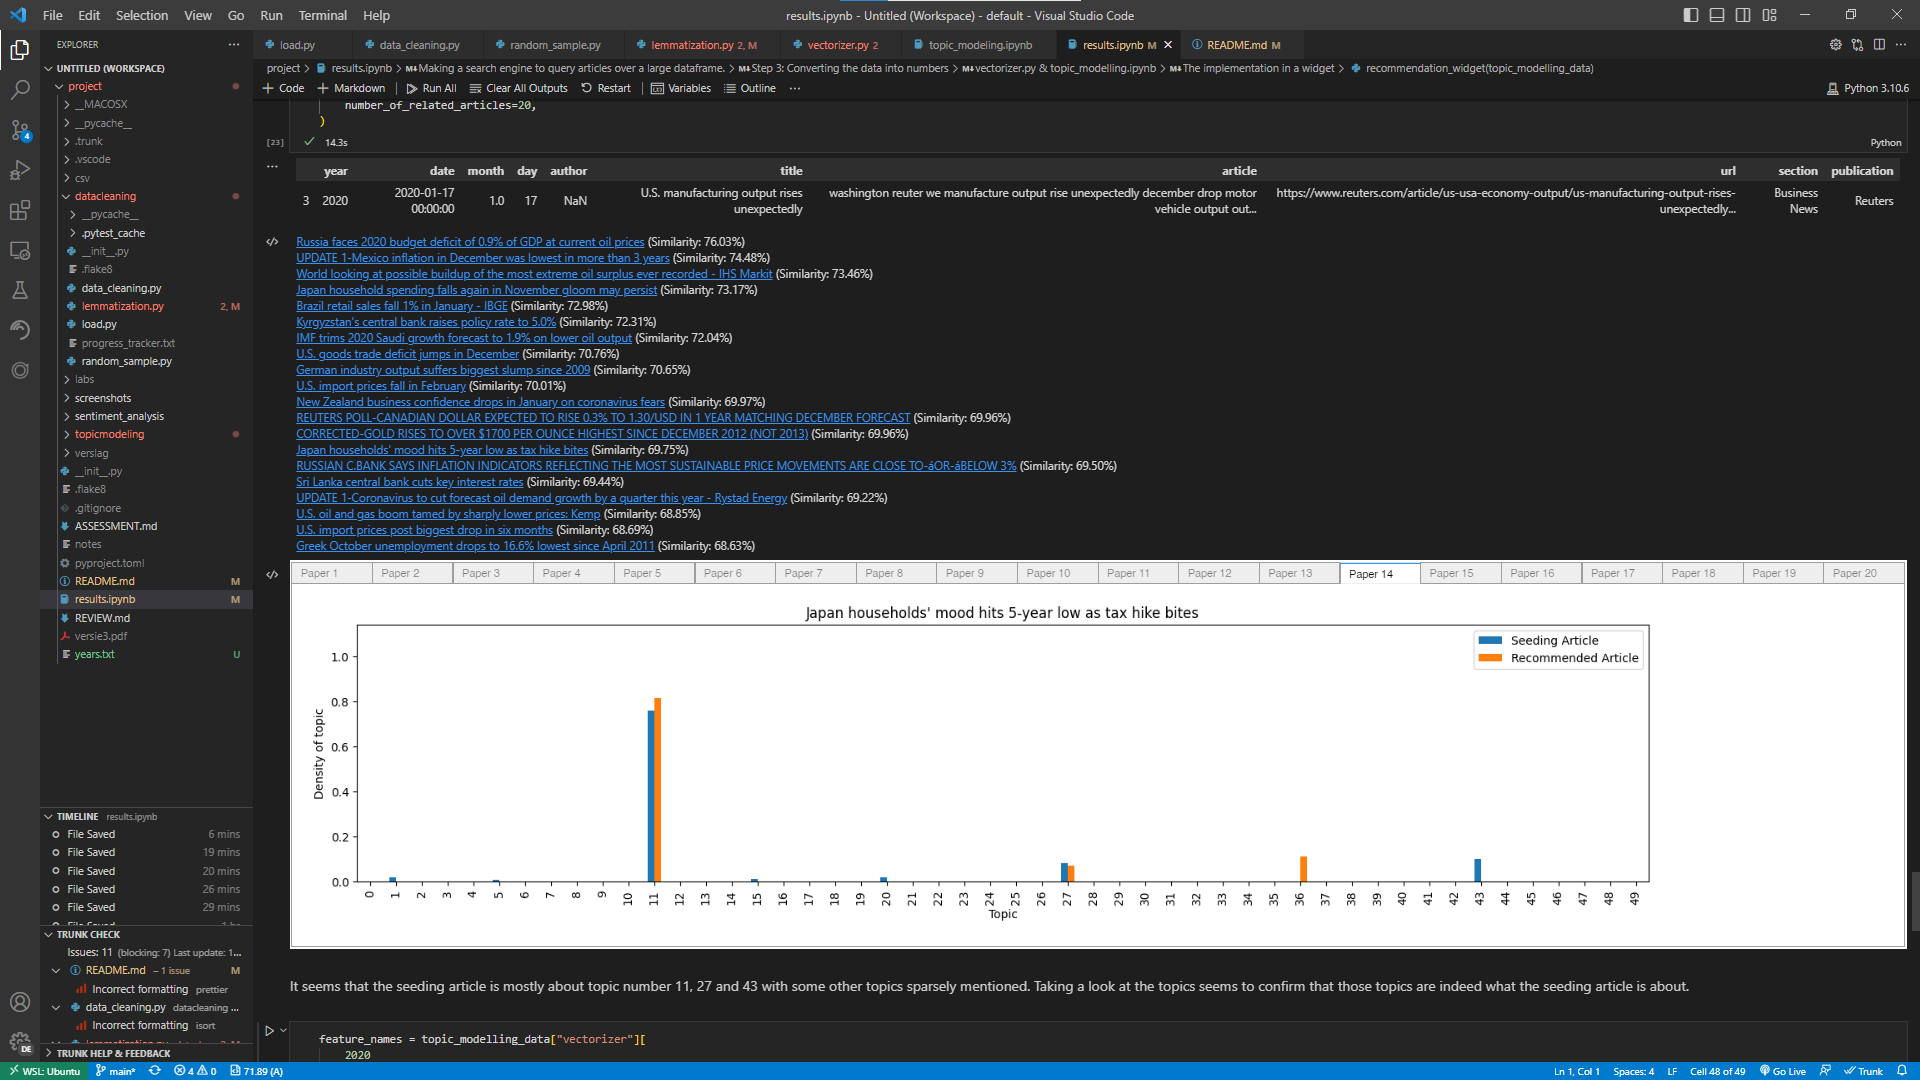 File Edit Selection View Go Run Terminal Help
results.ipynb - Untitled (Workspace) - default - Visual Studio Code
EXPLORER
load.py data_cleaning.py random_sample.py lemmatization.py 2, M vectorizer.py 2 topic_modeling.ipynb results.ipynb M README.md M
project > results.ipynb > M↓Making a search engine to query articles over a large dataframe. > M↓Step 3: Converting the data into numbers > M↓vectorizer.py & topic_modelling.ipynb > M↓The implementation in a widget > recommendation_widget(topic_modelling_data)
+ Code + Markdown Run All Clear All Outputs Restart Variables Outline ... Python 3.10.6
UNTITLED (WORKSPACE)
project
__MACOSX
__pycache__
.trunk
.vscode
csv
datacleaning
__pycache__
.pytest_cache
__init__.py
.flake8
data_cleaning.py
lemmatization.py 2, M
load.py
progress_tracker.txt
random_sample.py
labs
screenshots
sentiment_analysis
topicmodeling
verslag
__init__.py
.flake8
.gitignore
ASSESSMENT.md
notes
pyproject.toml
README.md M
results.ipynb M
REVIEW.md
versie3.pdf
years.txt U
TIMELINE results.ipynb
File Saved 6 mins
File Saved 19 mins
File Saved 20 mins
File Saved 26 mins
File Saved 29 mins
TRUNK CHECK
Issues: 11 (blocking: 7) Last update: 1...
README.md – 1 issue M
Incorrect formatting prettier
data_cleaning.py datacleaning ...
Incorrect formatting isort
TRUNK HELP & FEEDBACK
number_of_related_articles=20,
)
[23] 14.3s Python
year date month day author title article url section publication
3 2020 2020-01-17 00:00:00 1.0 17 NaN U.S. manufacturing output rises unexpectedly washington reuter we manufacture output rise unexpectedly december drop motor vehicle output out... https://www.reuters.com/article/us-usa-economy-output/us-manufacturing-output-rises-unexpectedly... Business News Reuters
Russia faces 2020 budget deficit of 0.9% of GDP at current oil prices (Similarity: 76.03%)
UPDATE 1-Mexico inflation in December was lowest in more than 3 years (Similarity: 74.48%)
World looking at possible buildup of the most extreme oil surplus ever recorded - IHS Markit (Similarity: 73.46%)
Japan household spending falls again in November gloom may persist (Similarity: 73.17%)
Brazil retail sales fall 1% in January - IBGE (Similarity: 72.98%)
Kyrgyzstan's central bank raises policy rate to 5.0% (Similarity: 72.31%)
IMF trims 2020 Saudi growth forecast to 1.9% on lower oil output (Similarity: 72.04%)
U.S. goods trade deficit jumps in December (Similarity: 70.76%)
German industry output suffers biggest slump since 2009 (Similarity: 70.65%)
U.S. import prices fall in February (Similarity: 70.01%)
New Zealand business confidence drops in January on coronavirus fears (Similarity: 69.97%)
REUTERS POLL-CANADIAN DOLLAR EXPECTED TO RISE 0.3% TO 1.30/USD IN 1 YEAR MATCHING DECEMBER FORECAST (Similarity: 69.96%)
CORRECTED-GOLD RISES TO OVER $1700 PER OUNCE HIGHEST SINCE DECEMBER 2012 (NOT 2013) (Similarity: 69.96%)
Japan households' mood hits 5-year low as tax hike bites (Similarity: 69.75%)
RUSSIAN C.BANK SAYS INFLATION INDICATORS REFLECTING THE MOST SUSTAINABLE PRICE MOVEMENTS ARE CLOSE TO-áOR-áBELOW 3% (Similarity: 69.50%)
Sri Lanka central bank cuts key interest rates (Similarity: 69.44%)
UPDATE 1-Coronavirus to cut forecast oil demand growth by a quarter this year - Rystad Energy (Similarity: 69.22%)
U.S. oil and gas boom tamed by sharply lower prices: Kemp (Similarity: 68.85%)
U.S. import prices post biggest drop in six months (Similarity: 68.69%)
Greek October unemployment drops to 16.6% lowest since April 2011 (Similarity: 68.63%)
Paper 1 Paper 2 Paper 3 Paper 4 Paper 5 Paper 6 Paper 7 Paper 8 Paper 9 Paper 10 Paper 11 Paper 12 Paper 13 Paper 14 Paper 15 Paper 16 Paper 17 Paper 18 Paper 19 Paper 20
Japan households' mood hits 5-year low as tax hike bites
Seeding Article
Recommended Article
Density of topic
1.0
0.8
0.6
0.4
0.2
0.0
0 1 2 3 4 5 6 7 8 9 10 11 12 13 14 15 16 17 18 19 20 21 22 23 24 25 26 27 28 29 30 31 32 33 34 35 36 37 38 39 40 41 42 43 44 45 46 47 48 49
Topic
It seems that the seeding article is mostly about topic number 11, 27 and 43 with some other topics sparsely mentioned. Taking a look at the topics seems to confirm that those topics are indeed what the seeding article is about.
feature_names = topic_modelling_data["vectorizer"][
2020
4
DE
WSL: Ubuntu main* 4 0 71.89 (A) Ln 1, Col 1 Spaces: 4 LF Cell 48 of 49 Go Live Trunk